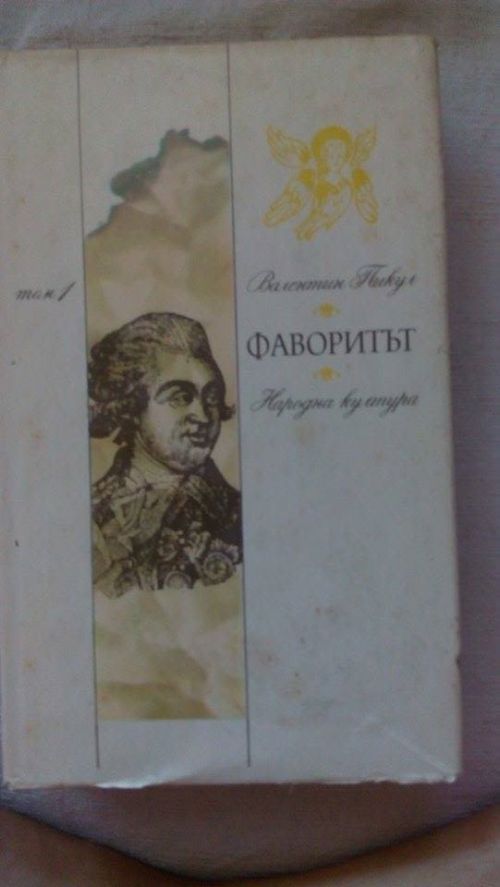 Валентин Пикул
том 1
ФАВОРИТЪТ
Народна култура